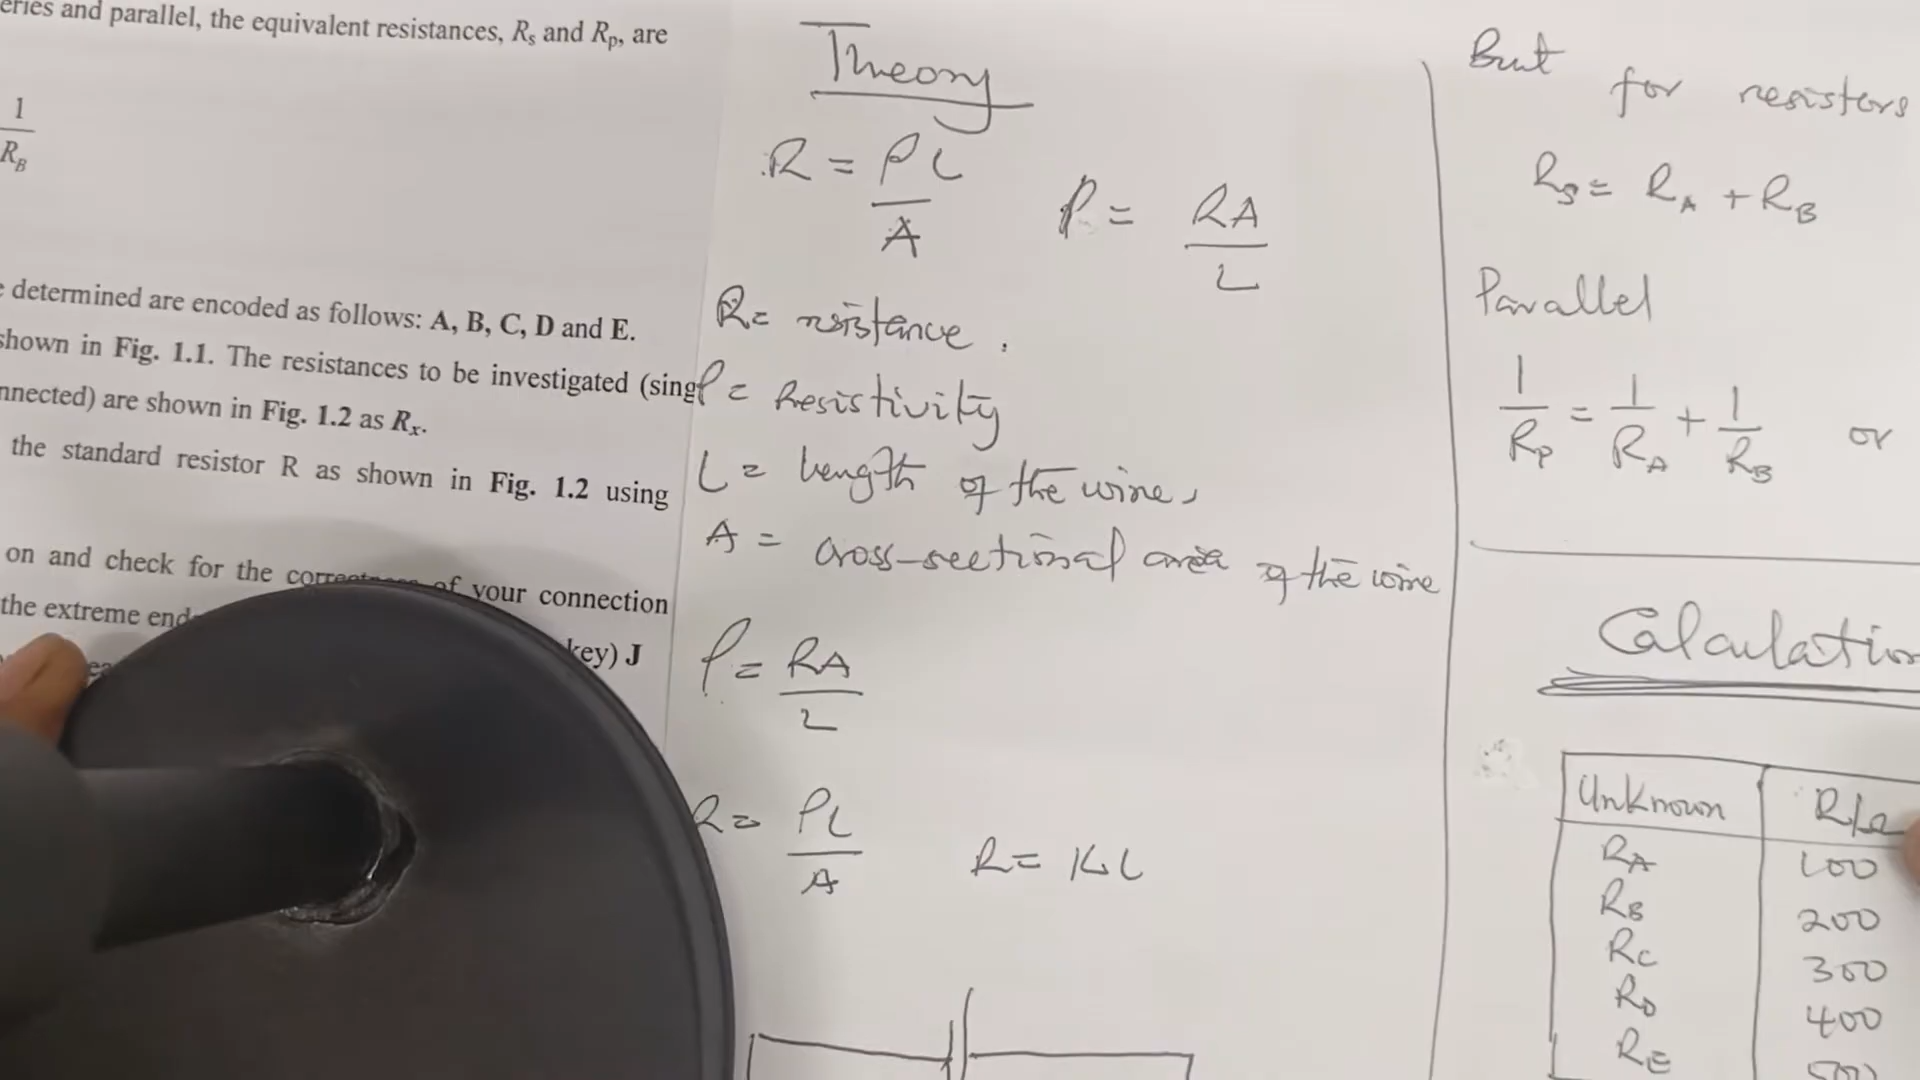 eries and parallel, the equivalent resistances, Rs and Rp, are
1
RB
determined are encoded as follows: A, B, C, D and E.
shown in Fig. 1.1. The resistances to be investigated (sing
nnected) are shown in Fig. 1.2 as Rx.
the standard resistor R as shown in Fig. 1.2 using
on and check for the correctness of your connection
the extreme end
key) J
Theory
R = ρL
A
ρ = RA
L
R = resistance.
ρ = Resistivity
L = length of the wire,
A = cross-sectional area of the wire
ρ = RA
L
R = ρL
A
R = KL
But for resistors
Rs = RA + RB
Parallel
1/RP = 1/RA + 1/RB or
Calculation
Unknown R/Ω
RA 100
RB 200
RC 300
RD 400
RE 500